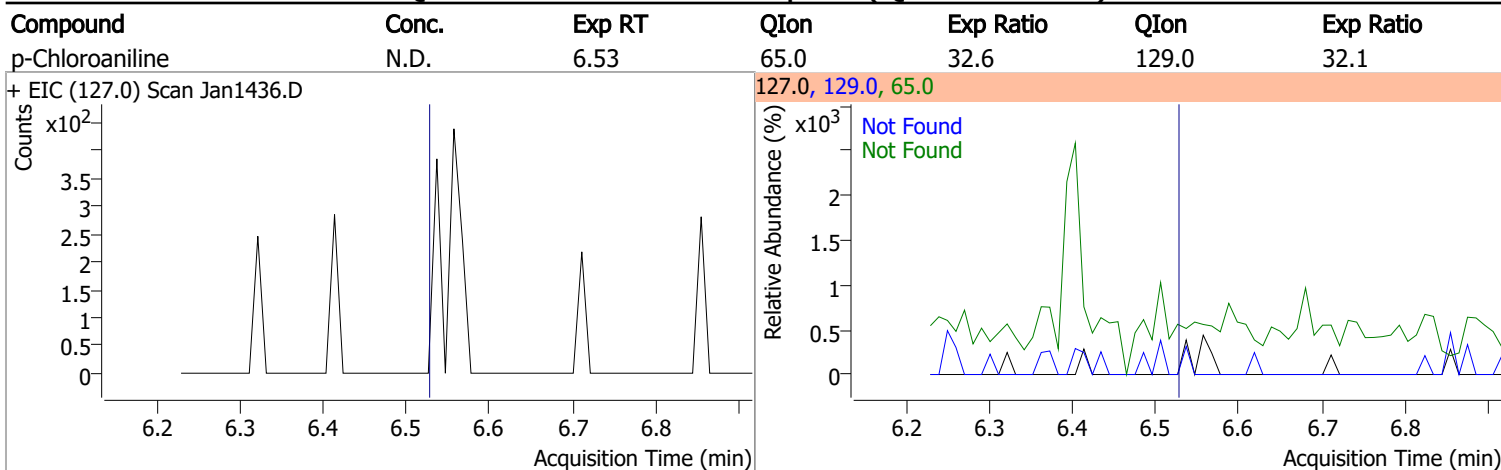 Compound Conc. Exp RT QIon Exp Ratio QIon Exp Ratio
p-Chloroaniline N.D. 6.53 65.0 32.6 129.0 32.1
+ EIC (127.0) Scan Jan1436.D
Counts
x10²
3.5
3
2.5
2
1.5
1
0.5
0
6.2 6.3 6.4 6.5 6.6 6.7 6.8
Acquisition Time (min)
127.0, 129.0, 65.0
Relative Abundance (%)
x10³
Not Found
Not Found
2
1.5
1
0.5
0
6.2 6.3 6.4 6.5 6.6 6.7 6.8
Acquisition Time (min)